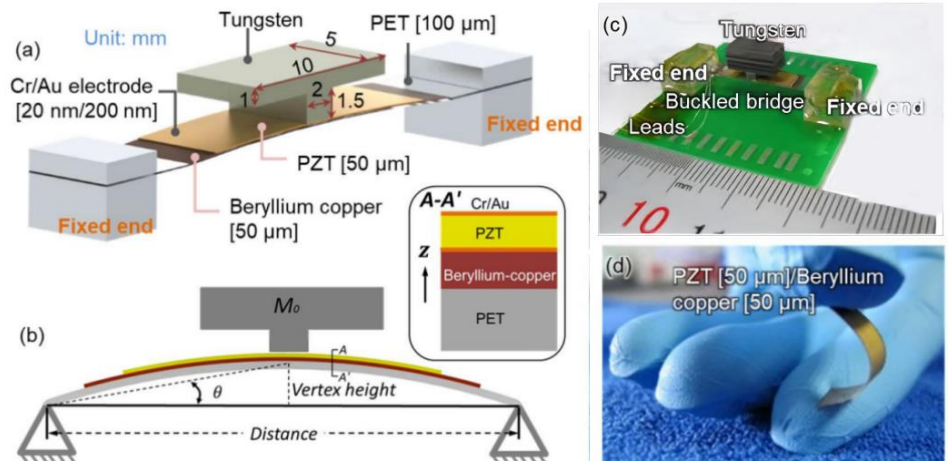 (a)
Unit: mm
Tungsten
PET [100 μm]
5
10
Cr/Au electrode
[20 nm/200 nm]
1
2
1.5
Fixed end
PZT [50 μm]
Fixed end
Beryllium copper
[50 μm]
A-A'
Cr/Au
PZT
z
Beryllium-copper
PET
(b)
M₀
A
A'
θ
Vertex height
Distance
(c)
Tungsten
Fixed end
Buckled bridge
Fixed end
Leads
mm
10
(d)
PZT [50 μm]/Beryllium
copper [50 μm]